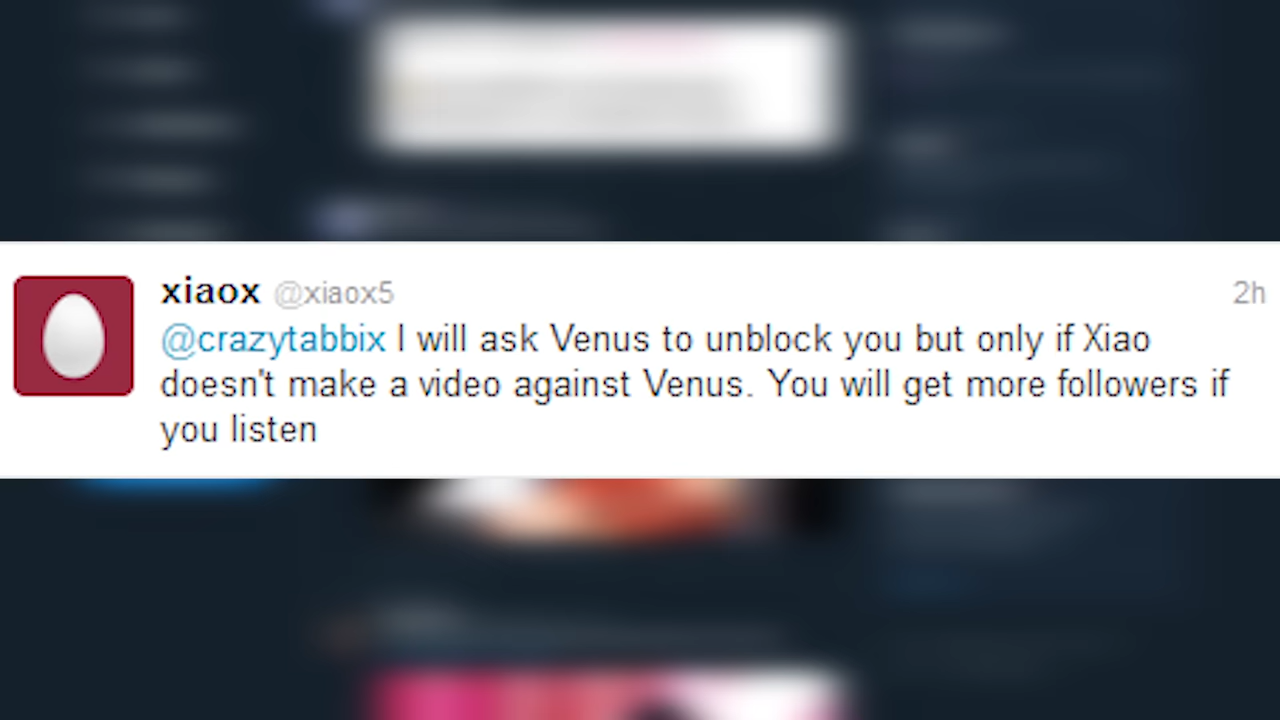 xiaox @xiaox5 2h
@crazytabbix I will ask Venus to unblock you but only if Xiao
doesn't make a video against Venus. You will get more followers if
you listen